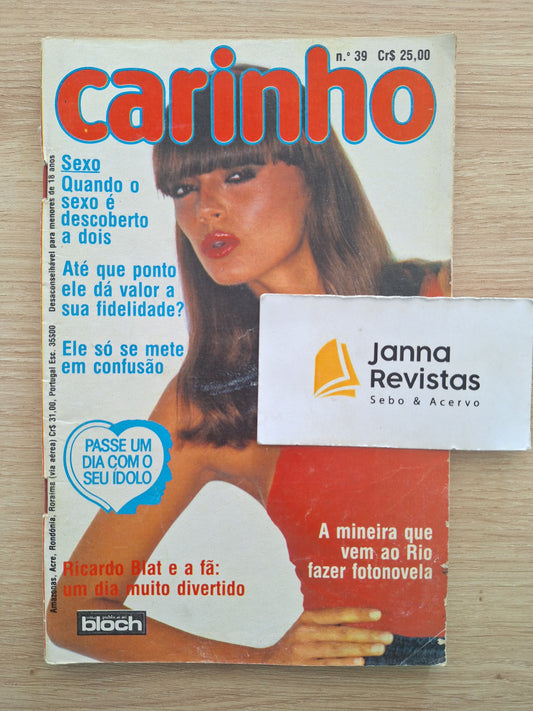 n.º 39 Cr$ 25,00
carinho
Sexo
Quando o
sexo é
descoberto
a dois
Até que ponto
ele dá valor a
sua fidelidade?
Ele só se mete
em confusão
PASSE UM
DIA COM O
SEU ÍDOLO
Ricardo Blat e a fã:
um dia muito divertido
bloch
A mineira que
vem ao Rio
fazer fotonovela
Amazonas, Acre, Rondônia, Roraima (via aérea) Cr$ 31,00, Portugal Esc. 35$00 Desaconselhável para menores de 18 anos
Janna
Revistas
Sebo & Acervo